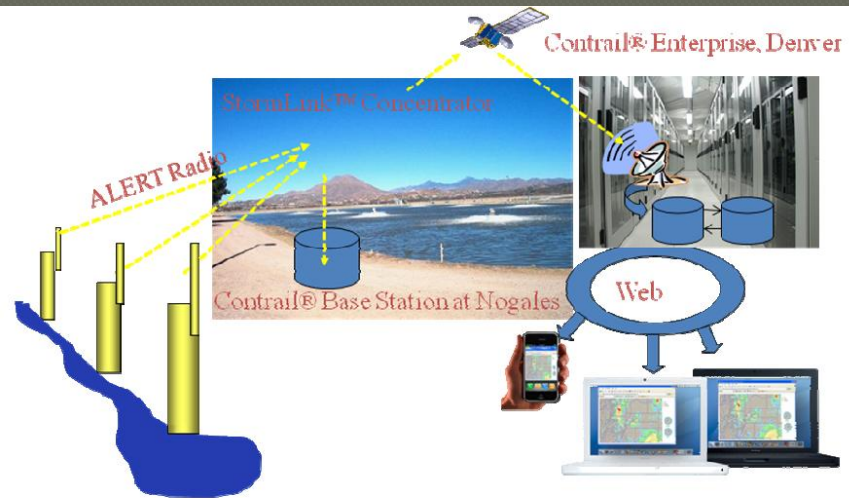 Contrail® Enterprise, Denver
StormLink™ Concentrator
ALERT Radio
Contrail® Base Station at Nogales
Web